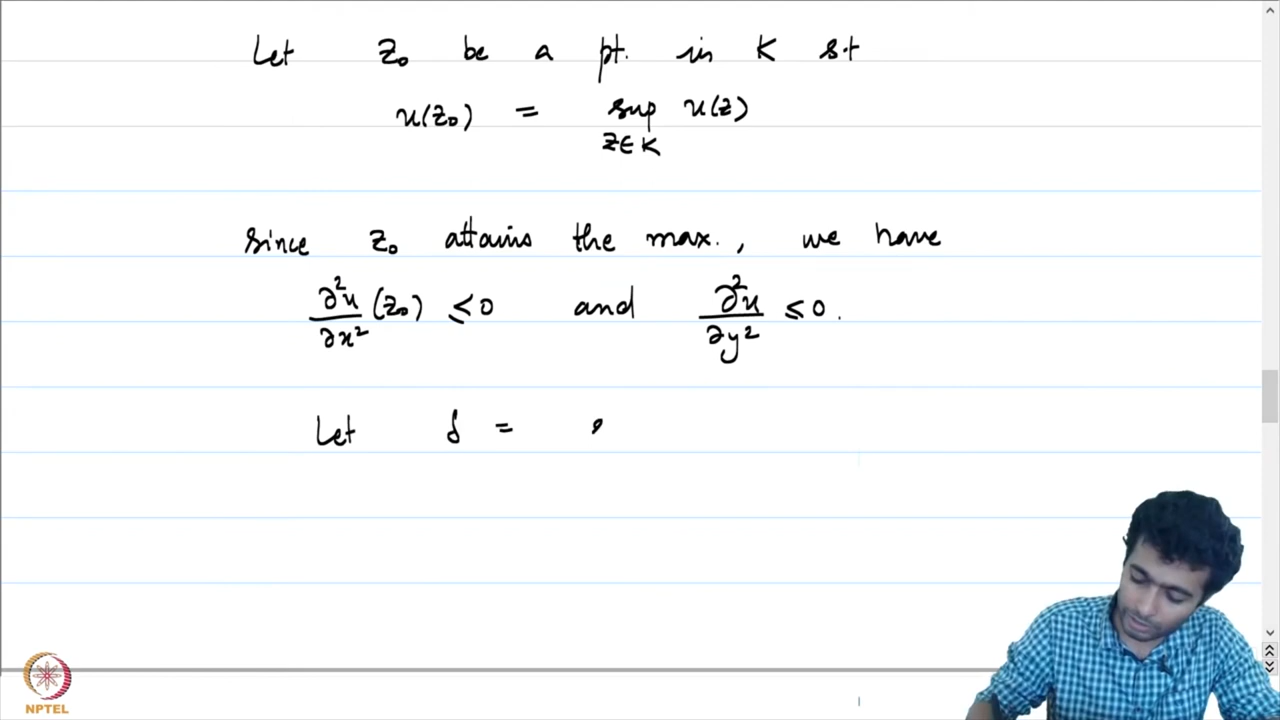 Let z₀ be a pt. in K st
u(z₀) = sup u(z)
z∈K
since z₀ attains the max., we have
∂²u/∂x² (z₀) ≤ 0 and ∂²u/∂y² ≤ 0.
Let δ =
NPTEL